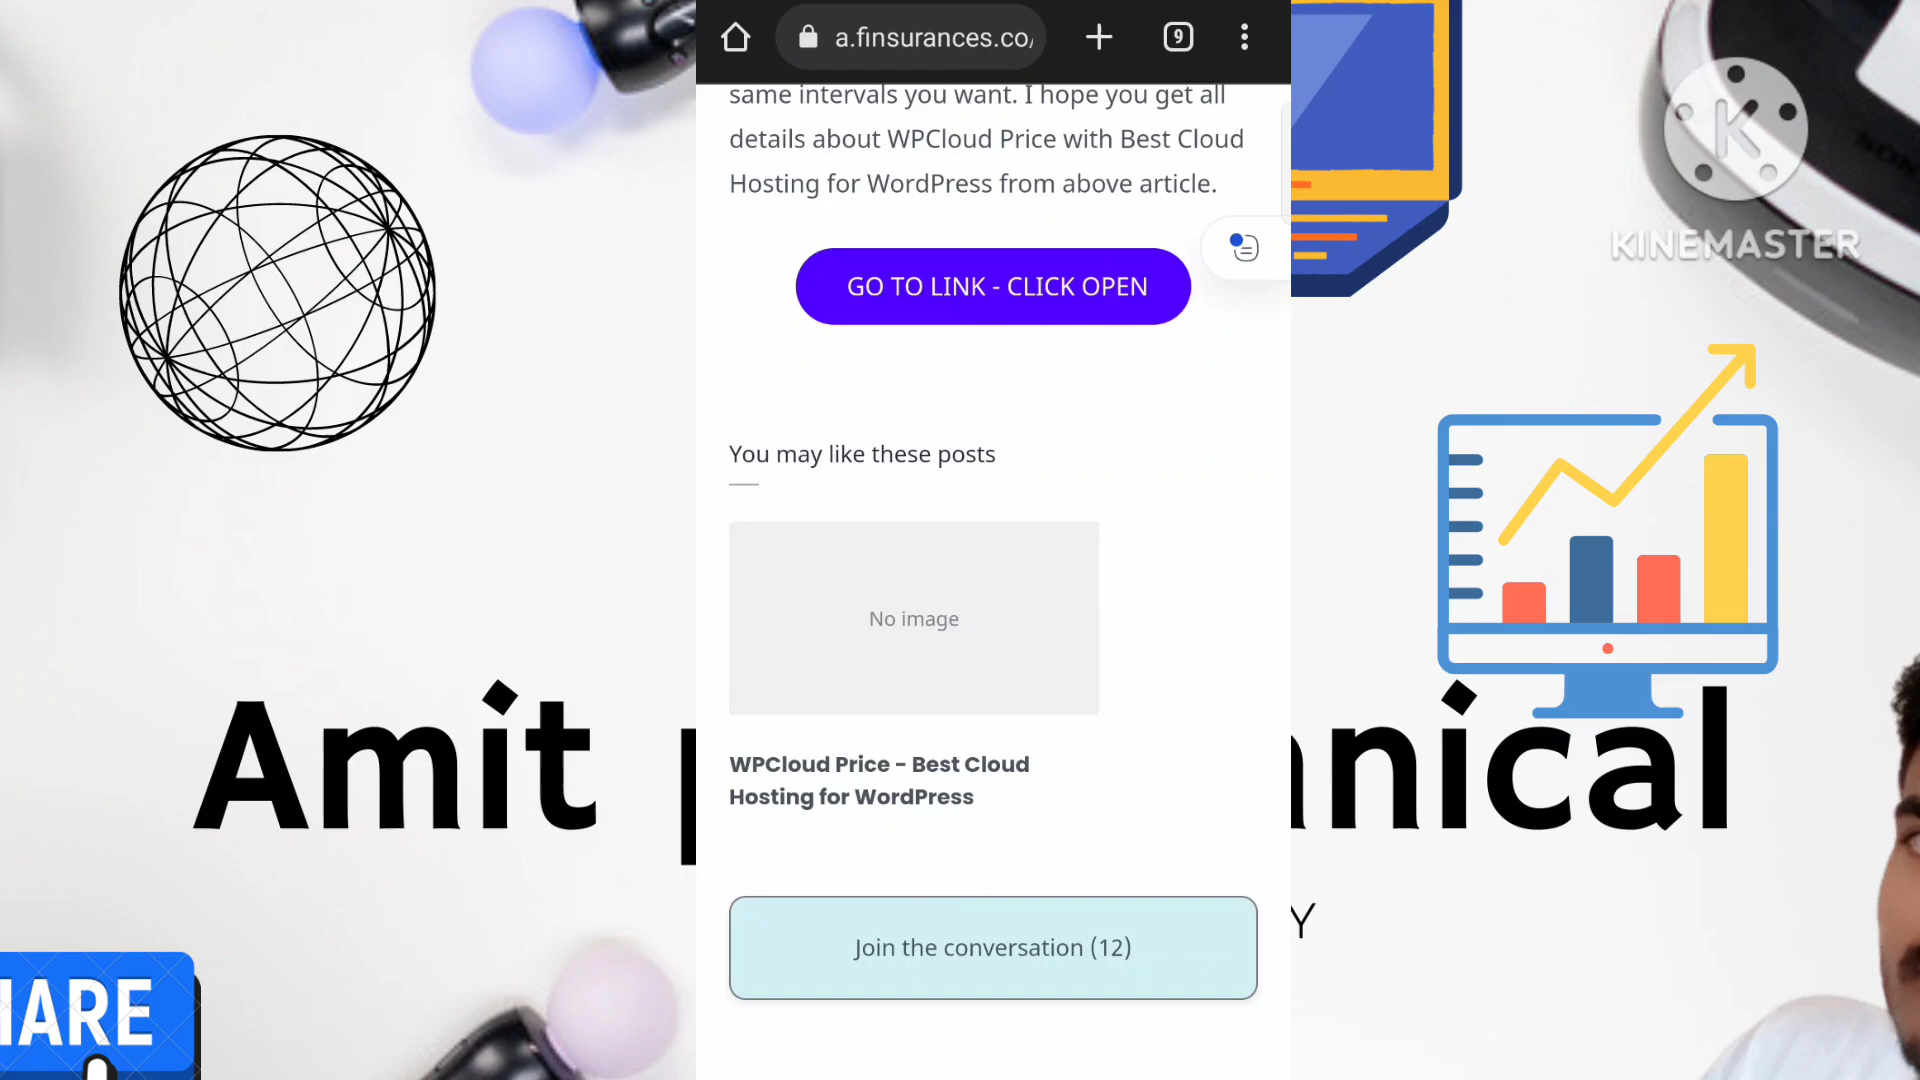 a.finsurances.co/
9
same intervals you want. I hope you get all
details about WPCloud Price with Best Cloud
Hosting for WordPress from above article.
GO TO LINK - CLICK OPEN
You may like these posts
No image
WPCloud Price - Best Cloud
Hosting for WordPress
Join the conversation (12)
K
KINEMASTER
Amit
nical
Y
HARE